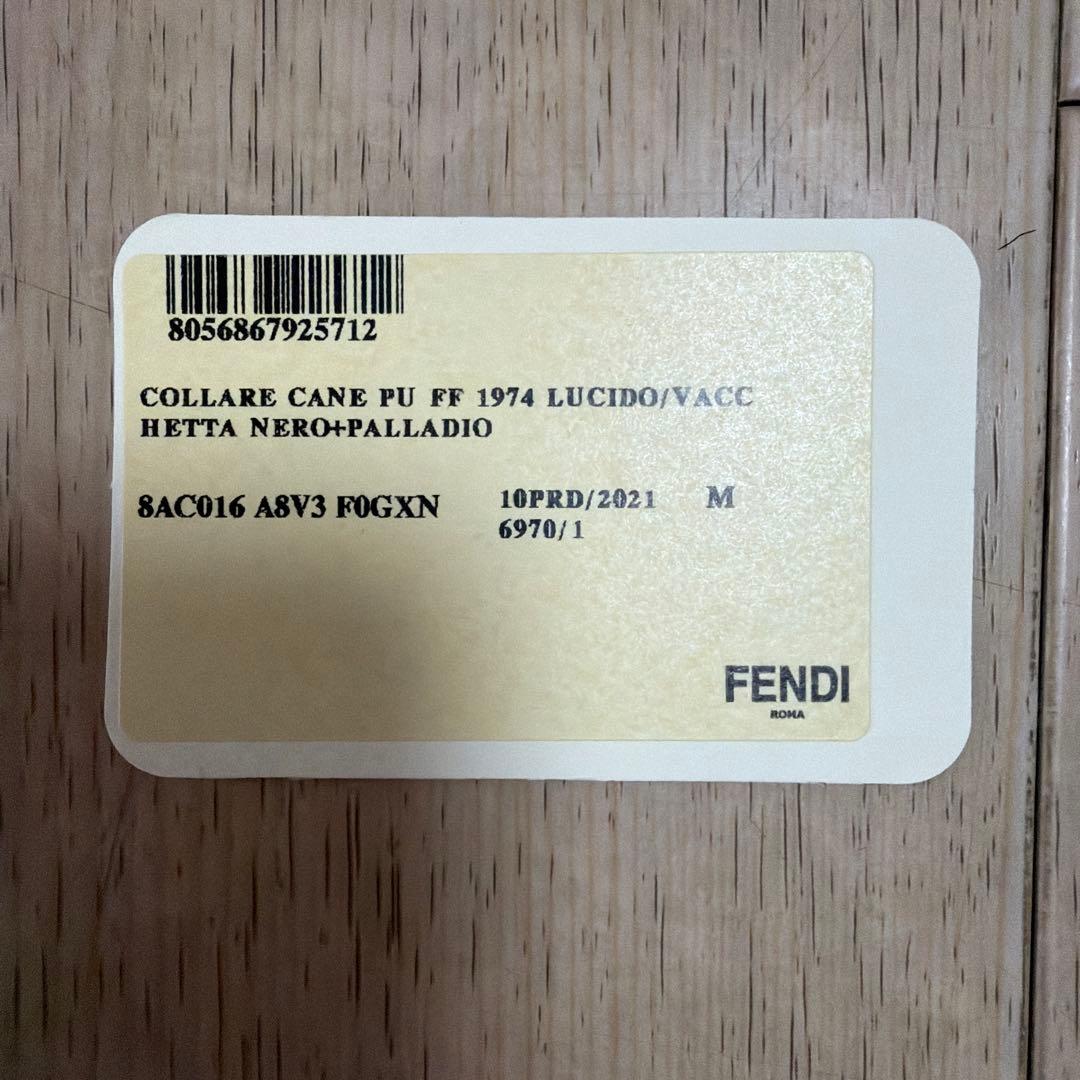 8056867925712
COLLARE CANE PU FF 1974 LUCIDO/VACC
HETTA NERO+PALLADIO
8AC016 A8V3 F0GXN 10PRD/2021 M
6970/1
FENDI
ROMA